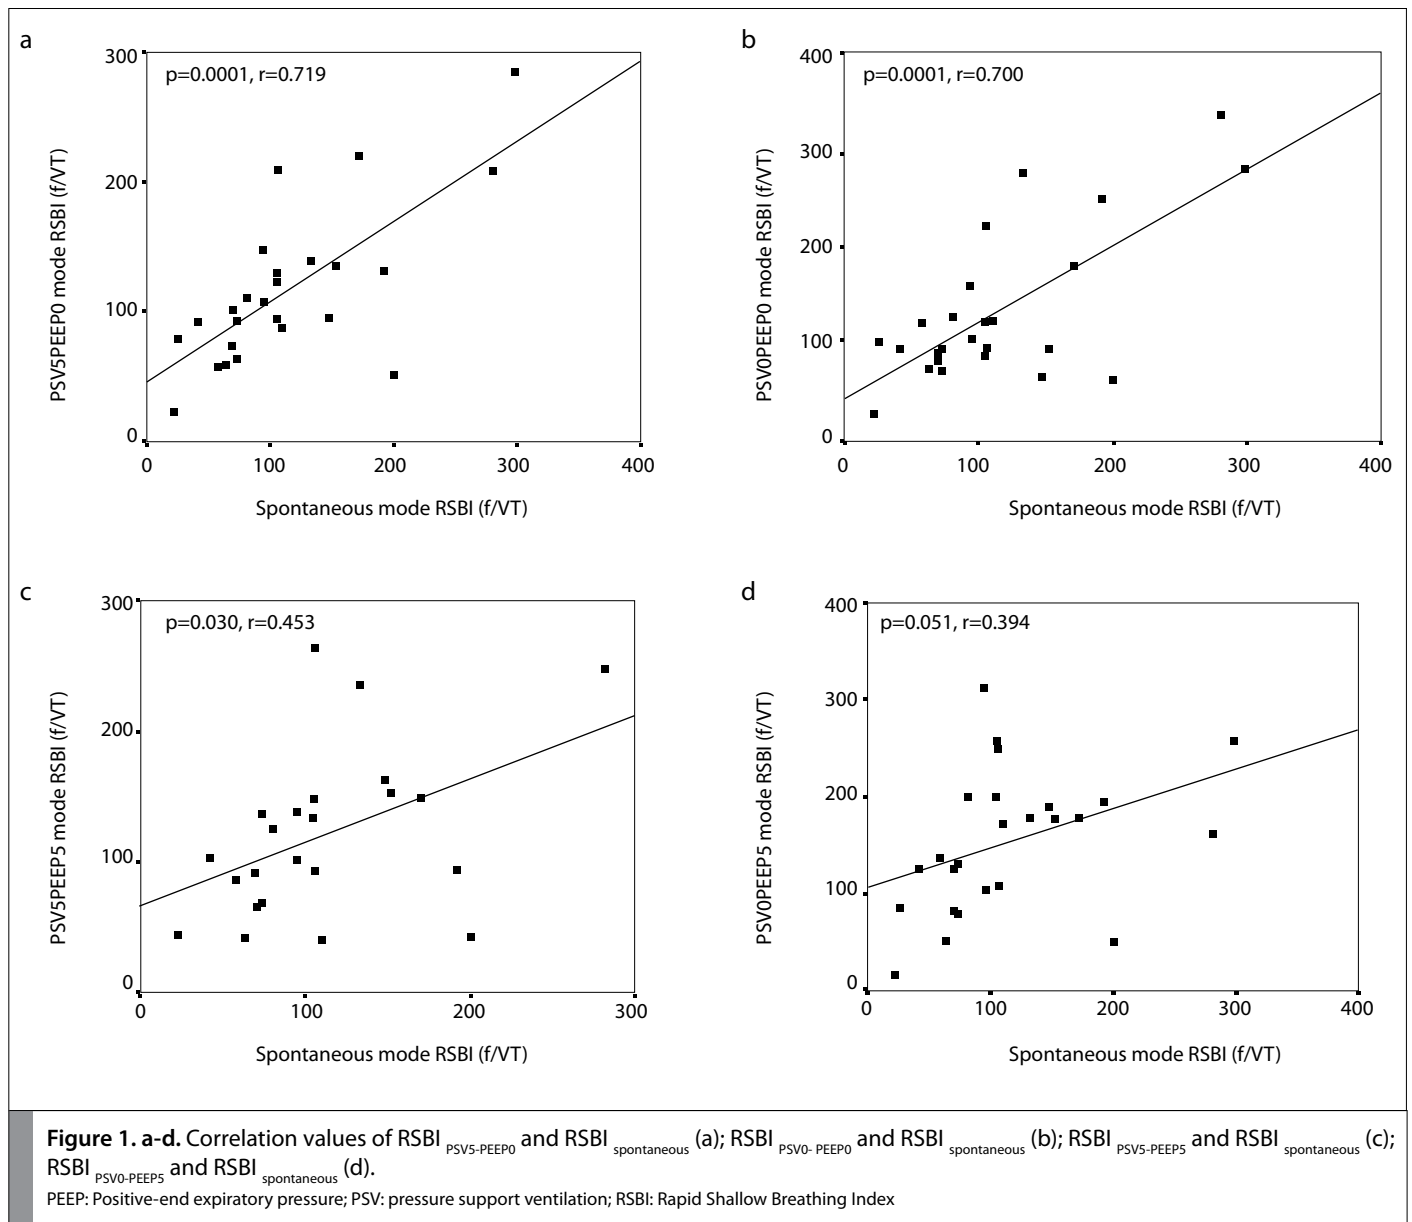 a
p=0.0001, r=0.719
PSV5PEEP0 mode RSBI (f/VT)
300
200
100
0
0 100 200 300 400
Spontaneous mode RSBI (f/VT)
b
p=0.0001, r=0.700
PSV0PEEP0 mode RSBI (f/VT)
400
300
200
100
0
0 100 200 300 400
Spontaneous mode RSBI (f/VT)
c
p=0.030, r=0.453
PSV5PEEP5 mode RSBI (f/VT)
300
200
100
0
0 100 200 300
Spontaneous mode RSBI (f/VT)
d
p=0.051, r=0.394
PSV0PEEP5 mode RSBI (f/VT)
400
300
200
100
0
0 100 200 300 400
Spontaneous mode RSBI (f/VT)
Figure 1. a-d. Correlation values of RSBI PSV5-PEEP0 and RSBI spontaneous (a); RSBI PSV0- PEEP0 and RSBI spontaneous (b); RSBI PSV5-PEEP5 and RSBI spontaneous (c);
RSBI PSV0-PEEP5 and RSBI spontaneous (d).
PEEP: Positive-end expiratory pressure; PSV: pressure support ventilation; RSBI: Rapid Shallow Breathing Index